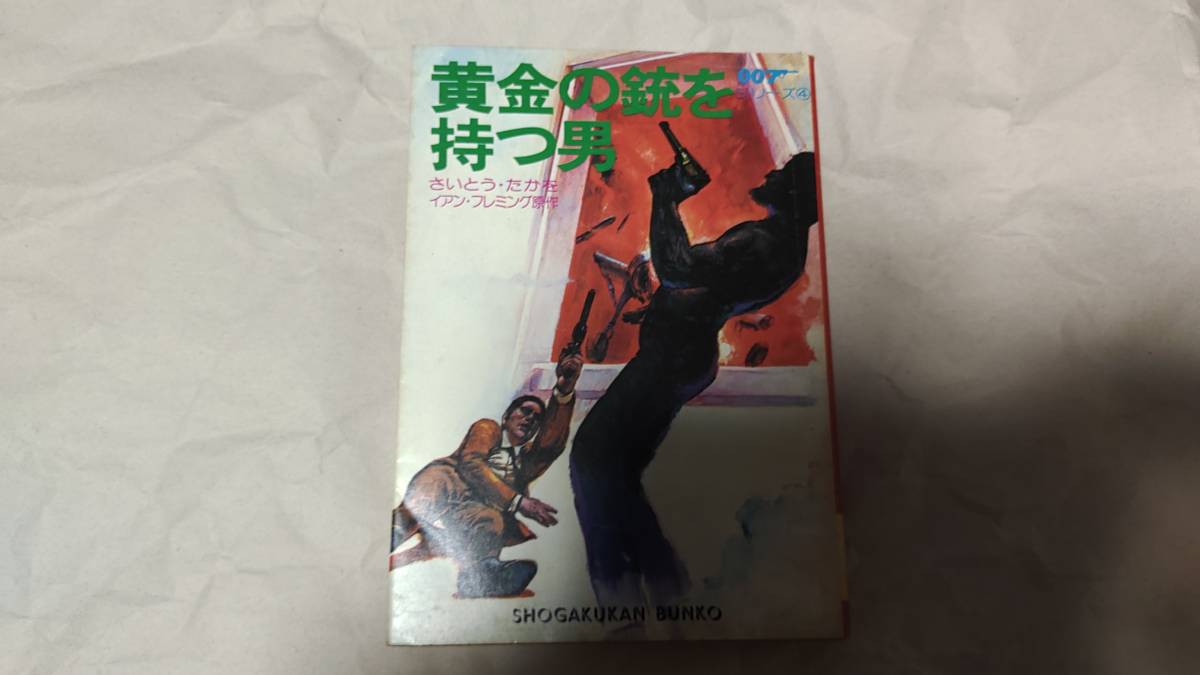 黄金の銃を
持つ男
007
シリーズ④
さいとう・たかを
イアン・フレミング原作
SHOGAKUKAN BUNKO